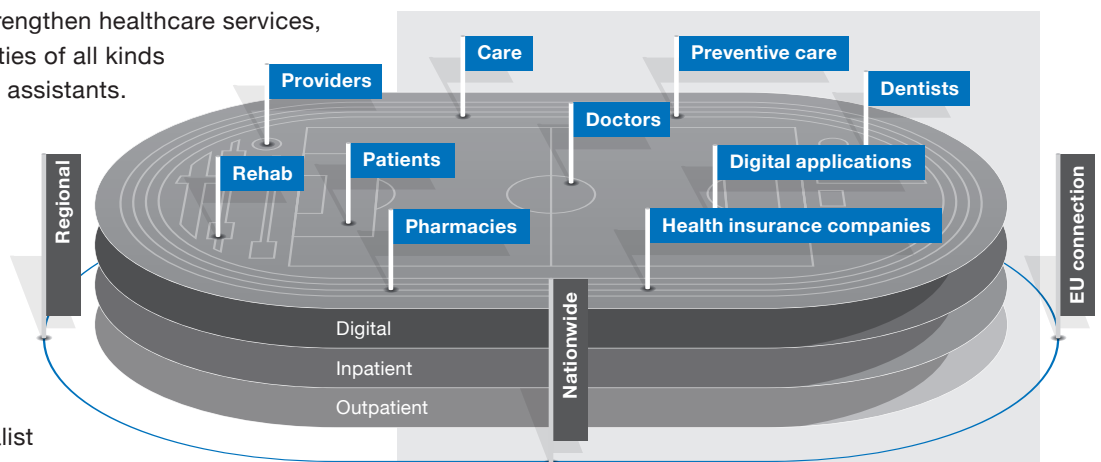 rengthen healthcare services,
ties of all kinds
assistants.
Care
Preventive care
Providers
Dentists
Doctors
Patients
Digital applications
Rehab
Regional
Pharmacies
Health insurance companies
EU connection
Digital
Nationwide
Inpatient
Outpatient
list